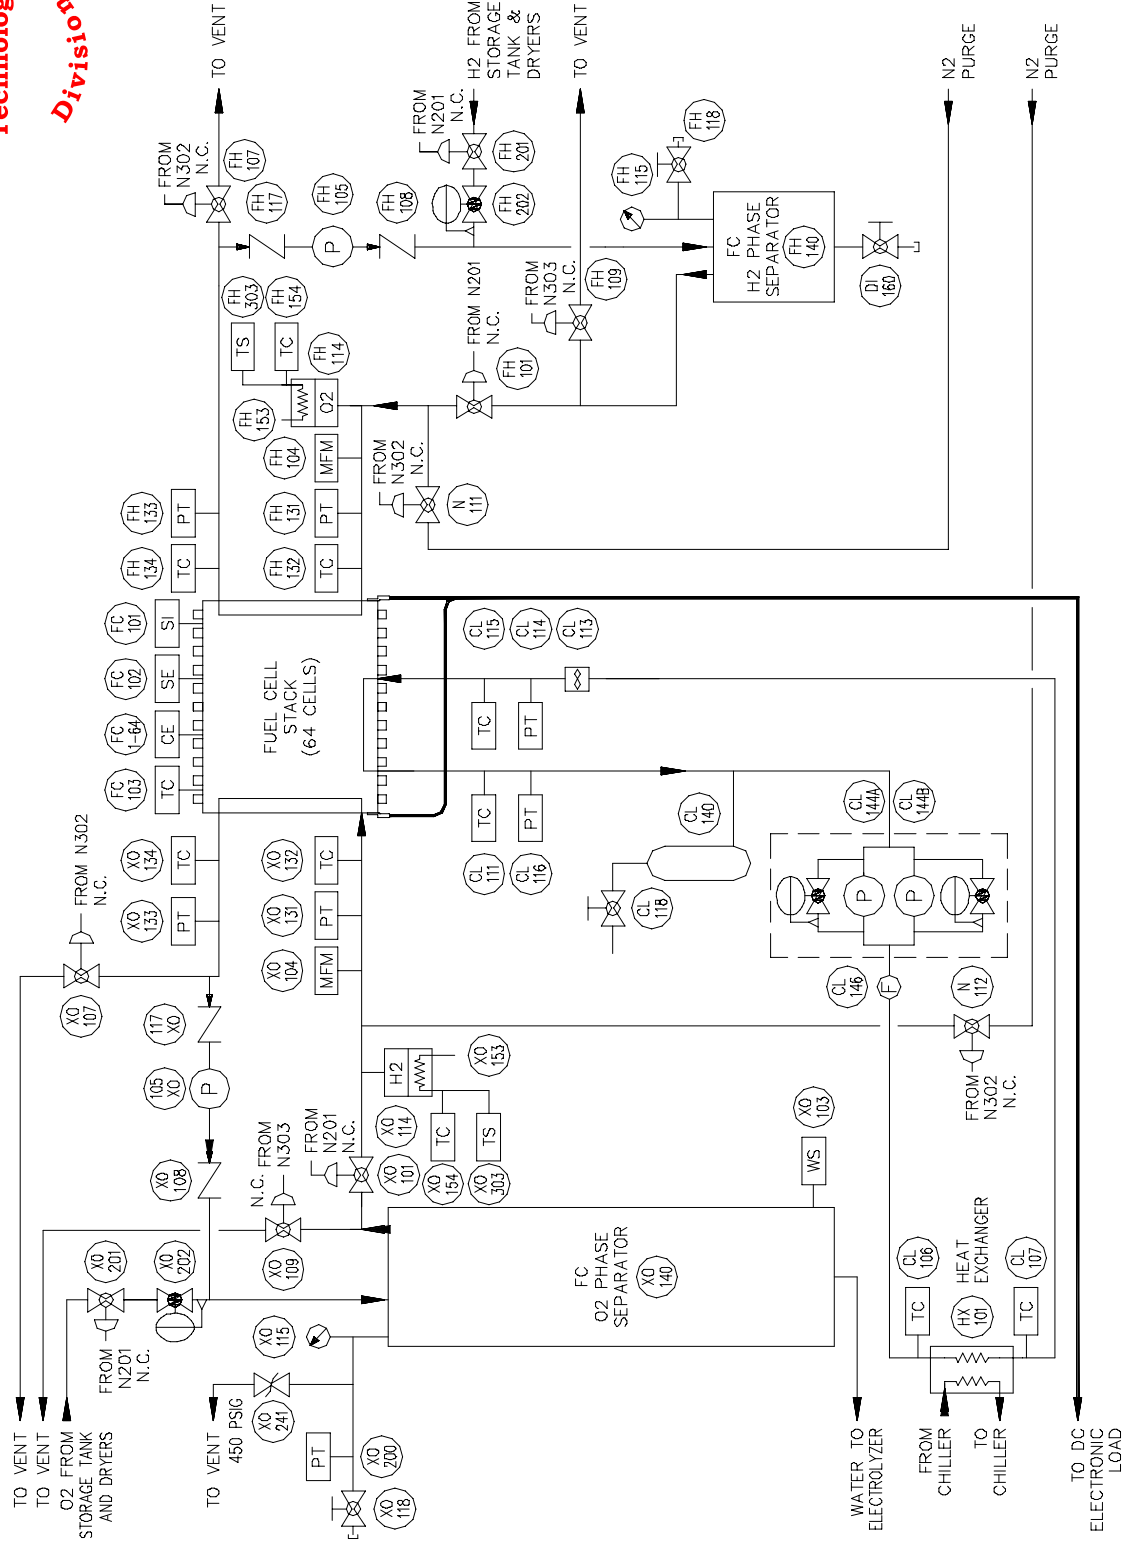 Technolog
Division
TO VENT
H2 FROM
STORAGE
TANK &
DRYERS
TO VENT
N2
PURGE
N2
PURGE
FROM
N302
N.C.
FH
107
FH
117
FH
105
P
FH
108
FROM
N201
N.C.
FH
201
FH
202
FH
115
FH
118
FC
H2 PHASE
SEPARATOR
FH
140
DI
160
FH
303
FH
154
TS
TC
FH
114
FH
153
O2
FROM N201
N.C.
FH
101
FROM
N303
N.C.
FH
109
FH
104
MFM
FROM
N302
N.C.
N
111
FH
133
PT
FH
134
TC
FH
131
PT
FH
132
TC
FC
101
SI
FC
102
SE
FC
1-64
CE
FC
103
TC
FUEL CELL
STACK
(64 CELLS)
CL
115
CL
114
CL
113
TC
PT
TC
PT
CL
111
CL
116
CL
140
CL
118
CL
144A
CL
144B
P
P
CL
146
F
N
112
FROM
N302
N.C.
FROM N302
N.C.
XO
107
XO
134
TC
XO
133
PT
XO
132
TC
XO
131
PT
XO
104
MFM
117
XO
105
XO
P
XO
108
H2
XO
153
XO
114
TC
TS
XO
154
XO
303
FROM
N201
N.C.
XO
101
N.C. FROM
N303
XO
109
XO
201
XO
202
FROM
N201
N.C.
FC
O2 PHASE
SEPARATOR
XO
140
WS
XO
103
XO
115
XO
241
450 PSIG
TO VENT
PT
XO
200
XO
118
TO VENT
TO VENT
O2 FROM
STORAGE TANK
AND DRYERS
WATER TO
ELECTROLYZER
CL
106
TC
HX
101
HEAT
EXCHANGER
CL
107
TC
FROM
CHILLER
TO
CHILLER
TO DC
ELECTRONIC
LOAD